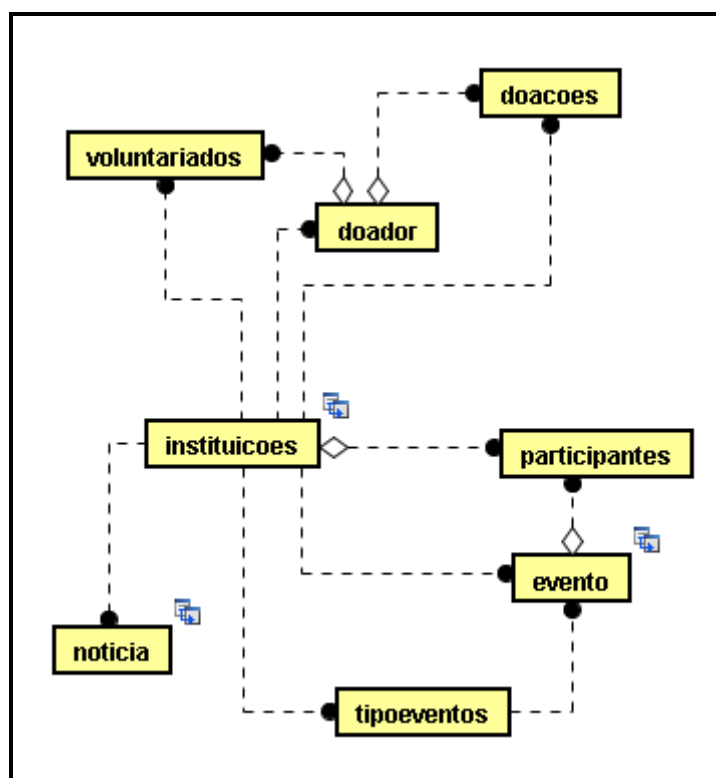 doacoes
voluntariados
doador
instituicoes
participantes
evento
noticia
tipoeventos